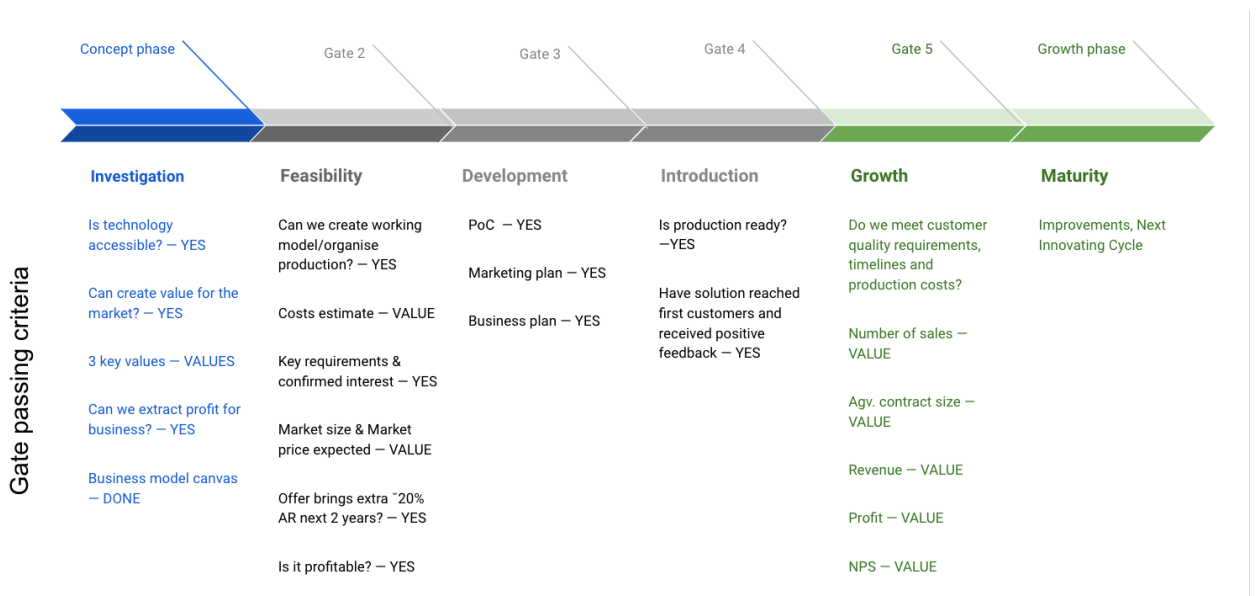 Concept phase
Gate 2
Gate 3
Gate 4
Gate 5
Growth phase
Gate passing criteria
Investigation
Is technology
accessible? — YES
Can create value for the
market? — YES
3 key values — VALUES
Can we extract profit for
business? — YES
Business model canvas
— DONE
Feasibility
Can we create working
model/organise
production? — YES
Costs estimate — VALUE
Key requirements &
confirmed interest — YES
Market size & Market
price expected — VALUE
Offer brings extra ˜20%
AR next 2 years? — YES
Is it profitable? — YES
Development
PoC — YES
Marketing plan — YES
Business plan — YES
Introduction
Is production ready?
—YES
Have solution reached
first customers and
received positive
feedback — YES
Growth
Do we meet customer
quality requirements,
timelines and
production costs?
Number of sales —
VALUE
Agv. contract size —
VALUE
Revenue — VALUE
Profit — VALUE
NPS — VALUE
Maturity
Improvements, Next
Innovating Cycle